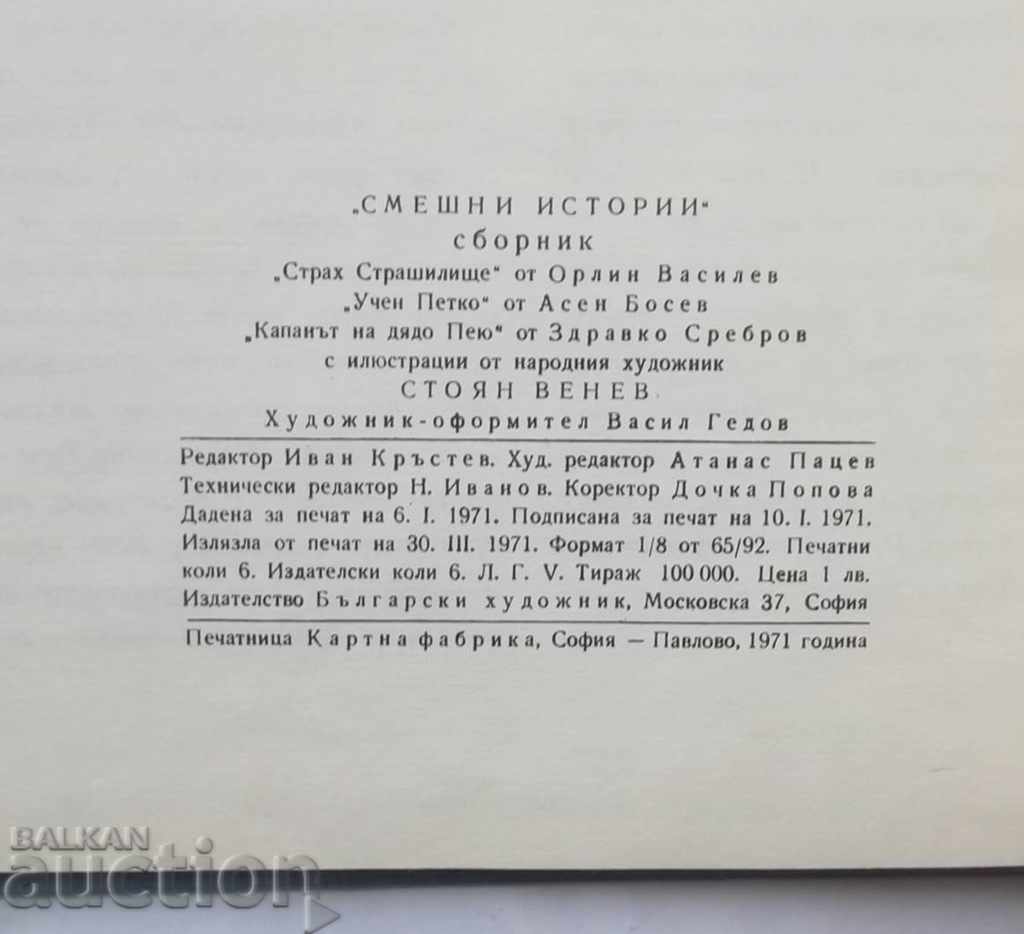 „СМЕШНИ ИСТОРИИ“
сборник
„Страх Страшилище“ от Орлин Василев
„Учен Петко“ от Асен Босев
„Капанът на дядо Пею“ от Здравко Сребров
с илюстрации от народния художник
СТОЯН ВЕНЕВ
Художник-оформител Васил Гедов
Редактор Иван Кръстев. Худ. редактор Атанас Пацев
Технически редактор Н. Иванов. Коректор Дочка Попова
Дадена за печат на 6. I. 1971. Подписана за печат на 10. I. 1971.
Излязла от печат на 30. III. 1971. Формат 1/8 от 65/92. Печатни
коли 6. Издателски коли 6. Л. Г. V. Тираж 100 000. Цена 1 лв.
Издателство Български художник, Московска 37, София
Печатница Картна фабрика, София — Павлово, 1971 година
BALKAN
auction